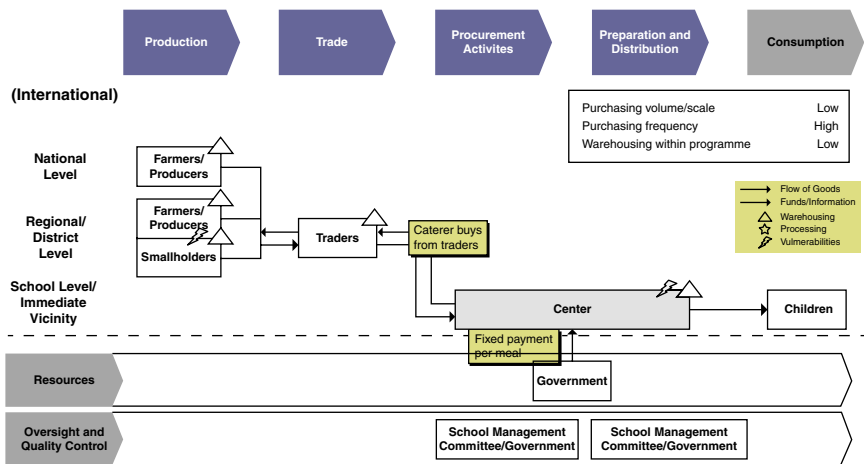 Production
Trade
Procurement
Activites
Preparation and
Distribution
Consumption
(International)
Purchasing volume/scale Low
Purchasing frequency High
Warehousing within programme Low
National
Level
Farmers/
Producers
Flow of Goods
Funds/Information
Warehousing
Processing
Vulnerabilities
Regional/
District
Level
Farmers/
Producers
Smallholders
Traders
Caterer buys
from traders
School Level/
Immediate
Vicinity
Center
Children
Fixed payment
per meal
Government
Resources
Oversight and
Quality Control
School Management
Committee/Government
School Management
Committee/Government